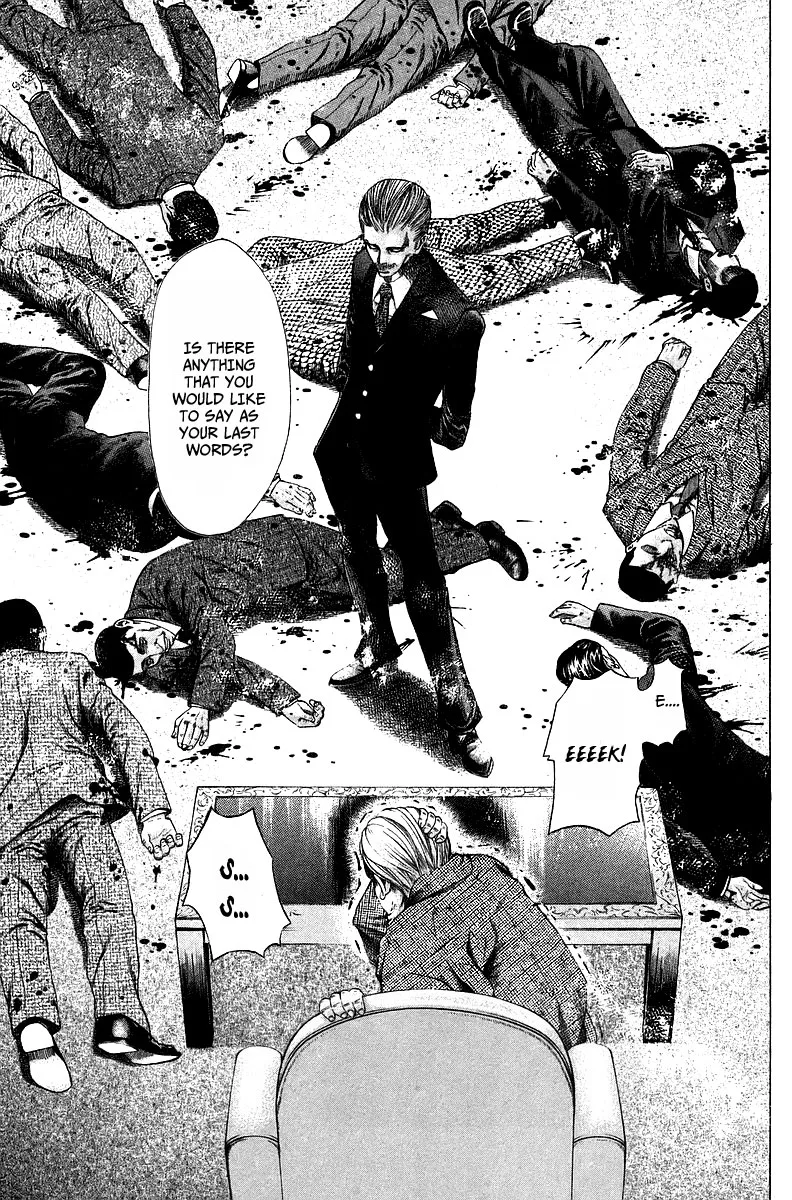 IS THERE
ANYTHING
THAT YOU
WOULD LIKE
TO SAY AS
YOUR LAST
WORDS?
E....
EEEEK!
S...
S...